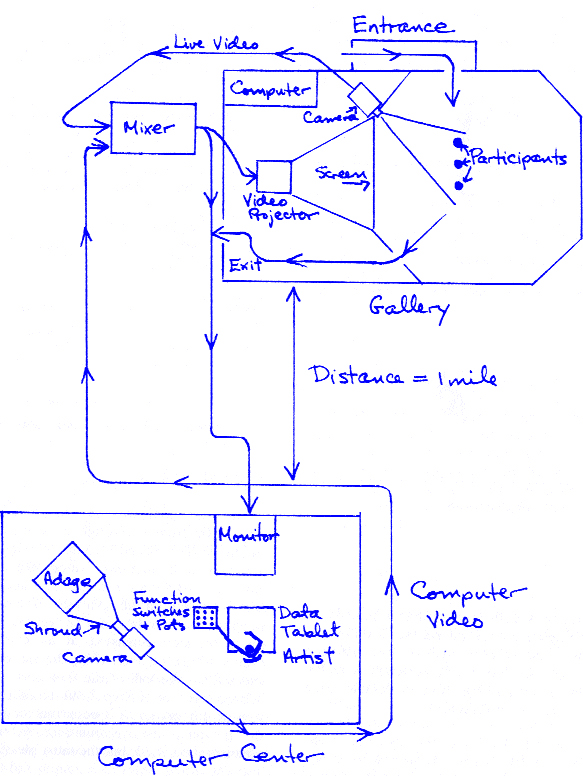 Entrance
Live Video
Computer
Camera
Mixer
Participants
Screen
Video
Projector
Exit
Gallery
Distance = 1 mile
Monitor
Adage
Function
Switches
+ Pots
Data
Tablet
Shroud
Artist
Camera
Computer
Video
Computer Center